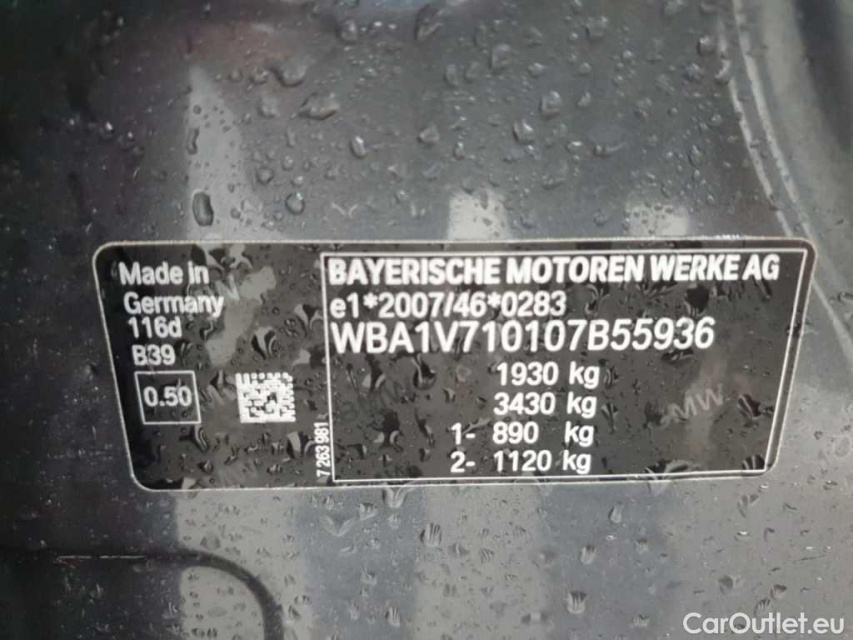 Made in
Germany
116d
B39
0.50
7 263 981
BAYERISCHE MOTOREN WERKE AG
e1*2007/46*0283
WBA1V710107B55936
1930 kg
3430 kg
1- 890 kg
2- 1120 kg
CarOutlet.eu